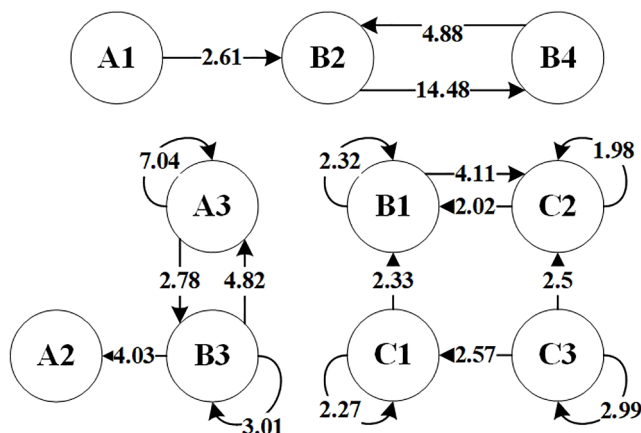 A1 2.61 B2 4.88 B4
14.48
7.04 2.32 1.98
A3 B1 4.11 C2
2.02
2.78 4.82 2.33 2.5
A2 4.03 B3 C1 2.57 C3
3.01 2.27 2.99